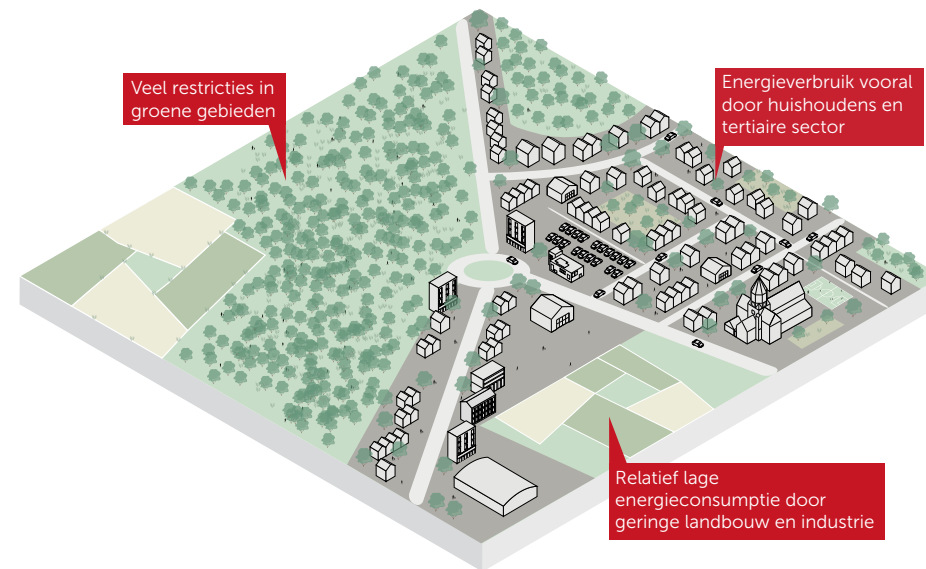 Veel restricties in
groene gebieden
Energieverbruik vooral
door huishoudens en
tertiaire sector
Relatief lage
energieconsumptie door
geringe landbouw en industrie